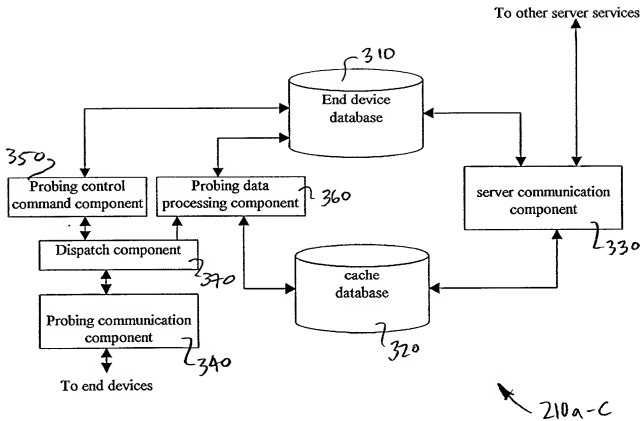 To other server services
310
End device
database
350
Probing control
command component
Probing data
processing component
360
server communication
component
330
Dispatch component
370
cache
database
320
Probing communication
component
340
To end devices
210a-c